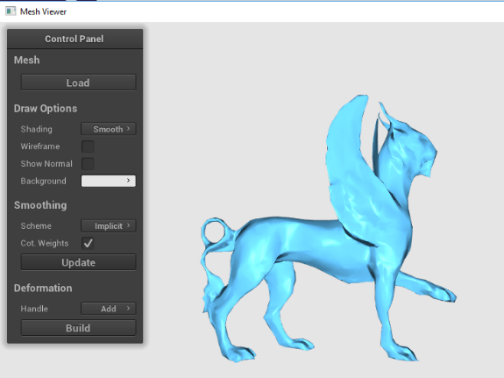 Mesh Viewer
Control Panel
Mesh
Load
Draw Options
Shading Smooth >
Wireframe
Show Normal
Background >
Smoothing
Scheme Implicit >
Cot. Weights
Update
Deformation
Handle Add >
Build